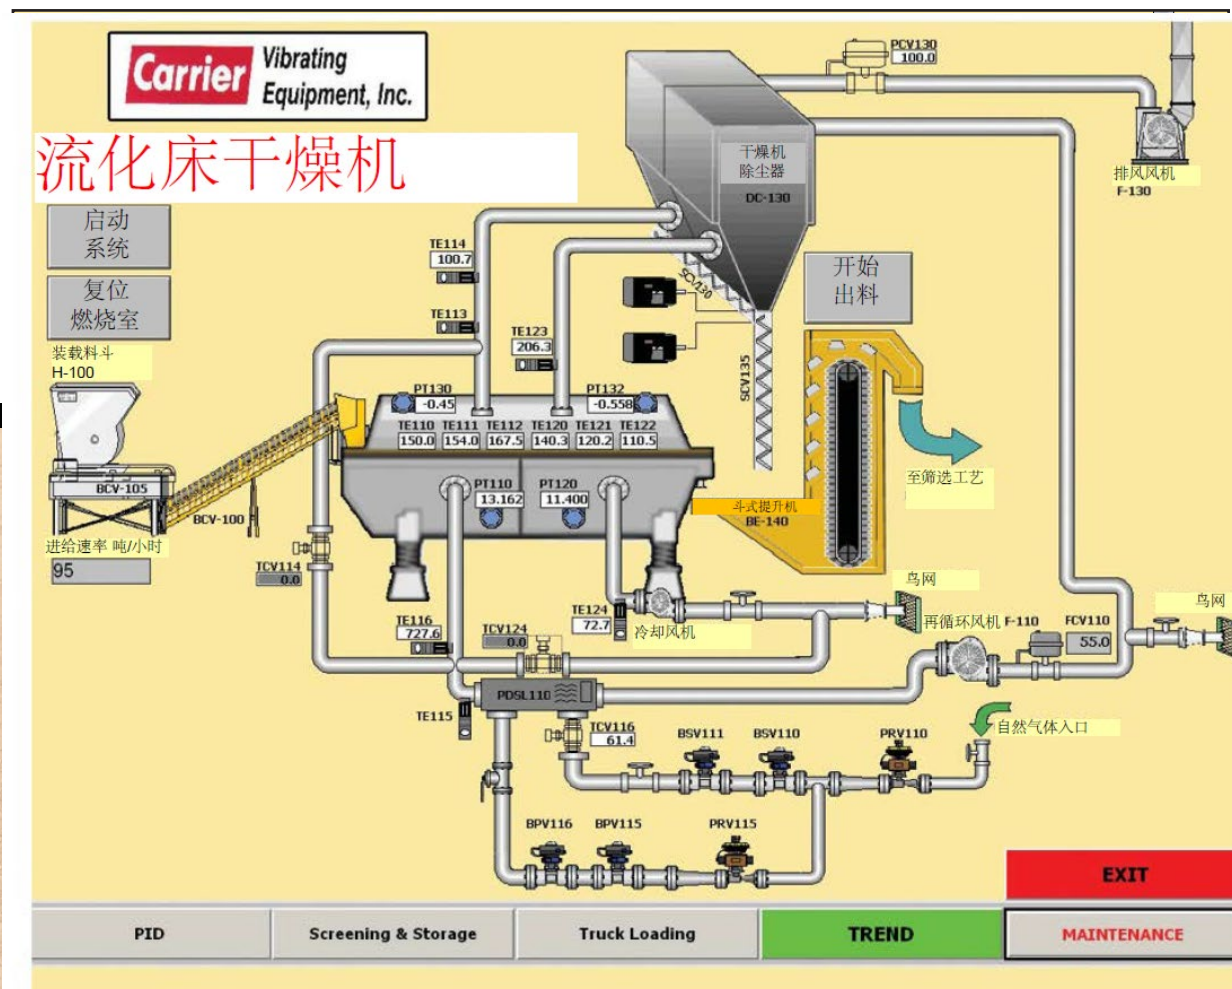 Carrier
Vibrating
Equipment, Inc.
流化床干燥机
启动
系统
复位
燃烧室
装载料斗
H-100
BCV-105
BCV-100
进给速率 吨/小时
95
PCV130
100.0
排风风机
F-130
干燥机
除尘器
DC-130
TE114
100.7
TE113
TE123
206.3
SCV130
SCV135
开始
出料
PT130
-0.45
PT132
-0.558
TE110 TE111 TE112 TE120 TE121 TE122
150.0 154.0 167.5 140.3 120.2 110.5
PT110
13.162
PT120
11.400
斗式提升机
BE-140
至筛选工艺
TCV114
0.0
TE116
727.6
TCV124
0.0
TE124
72.7
冷却风机
鸟网
再循环风机 F-110
FCV110
55.0
鸟网
PDSL110
TE115
TCV116
61.4
BSV111
BSV110
PRV110
自然气体入口
BPV116
BPV115
PRV115
EXIT
PID
Screening & Storage
Truck Loading
TREND
MAINTENANCE